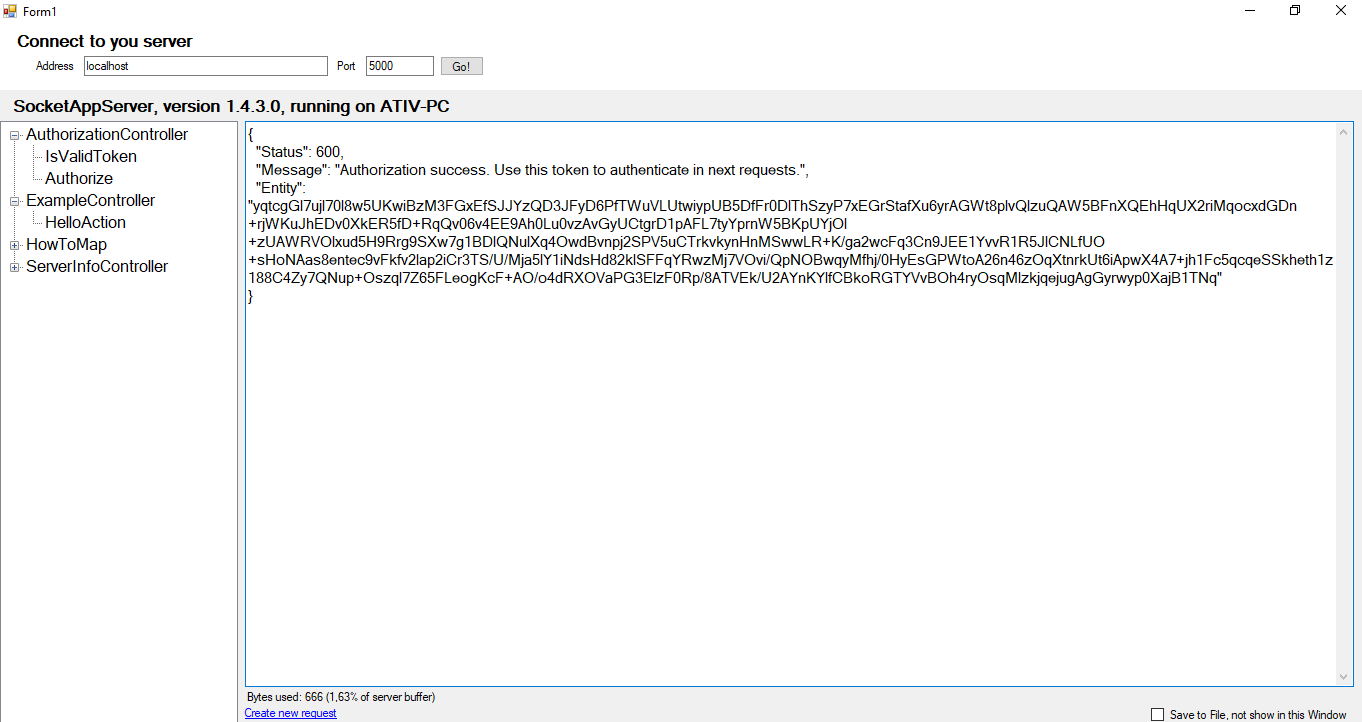 Form1
Connect to you server
Address localhost Port 5000 Go!
SocketAppServer, version 1.4.3.0, running on ATIV-PC
AuthorizationController
IsValidToken
Authorize
ExampleController
HelloAction
HowToMap
ServerInfoController
{
"Status": 600,
"Message": "Authorization success. Use this token to authenticate in next requests.",
"Entity":
"yqtcgGl7ujl70l8w5UKwiBzM3FGxEfSJJYzQD3JFyD6PfTWuVLUtwiypUB5DfFr0DlThSzyP7xEGrStafXu6yrAGWt8plvQlzuQAW5BFnXQEhHqUX2riMqocxdGDn
+rjWKuJhEDv0XkER5fD+RqQv06v4EE9Ah0Lu0vzAvGyUCtgrD1pAFL7tyYprnW5BKpUYjOl
+zUAWRVOlxud5H9Rrg9SXw7g1BDlQNulXq4OwdBvnpj2SPV5uCTrkvkynHnMSwwLR+K/ga2wcFq3Cn9JEE1YvvR1R5JlCNLfUO
+sHoNAas8entec9vFkfv2lap2iCr3TS/U/Mja5lY1iNdsHd82klSFFqYRwzMj7VOvi/QpNOBwqyMfhj/0HyEsGPWtoA26n46zOqXtnrkUt6iApwX4A7+jh1Fc5qcqeSSkheth1z
188C4Zy7QNup+Oszql7Z65FLeogKcF+AO/o4dRXOVaPG3ElzF0Rp/8ATVEk/U2AYnKYlfCBkoRGTYVvBOh4ryOsqMlzkjqejugAgGyrwyp0XajB1TNq"
}
Bytes used: 666 (1,63% of server buffer)
Create new request
Save to File, not show in this Window